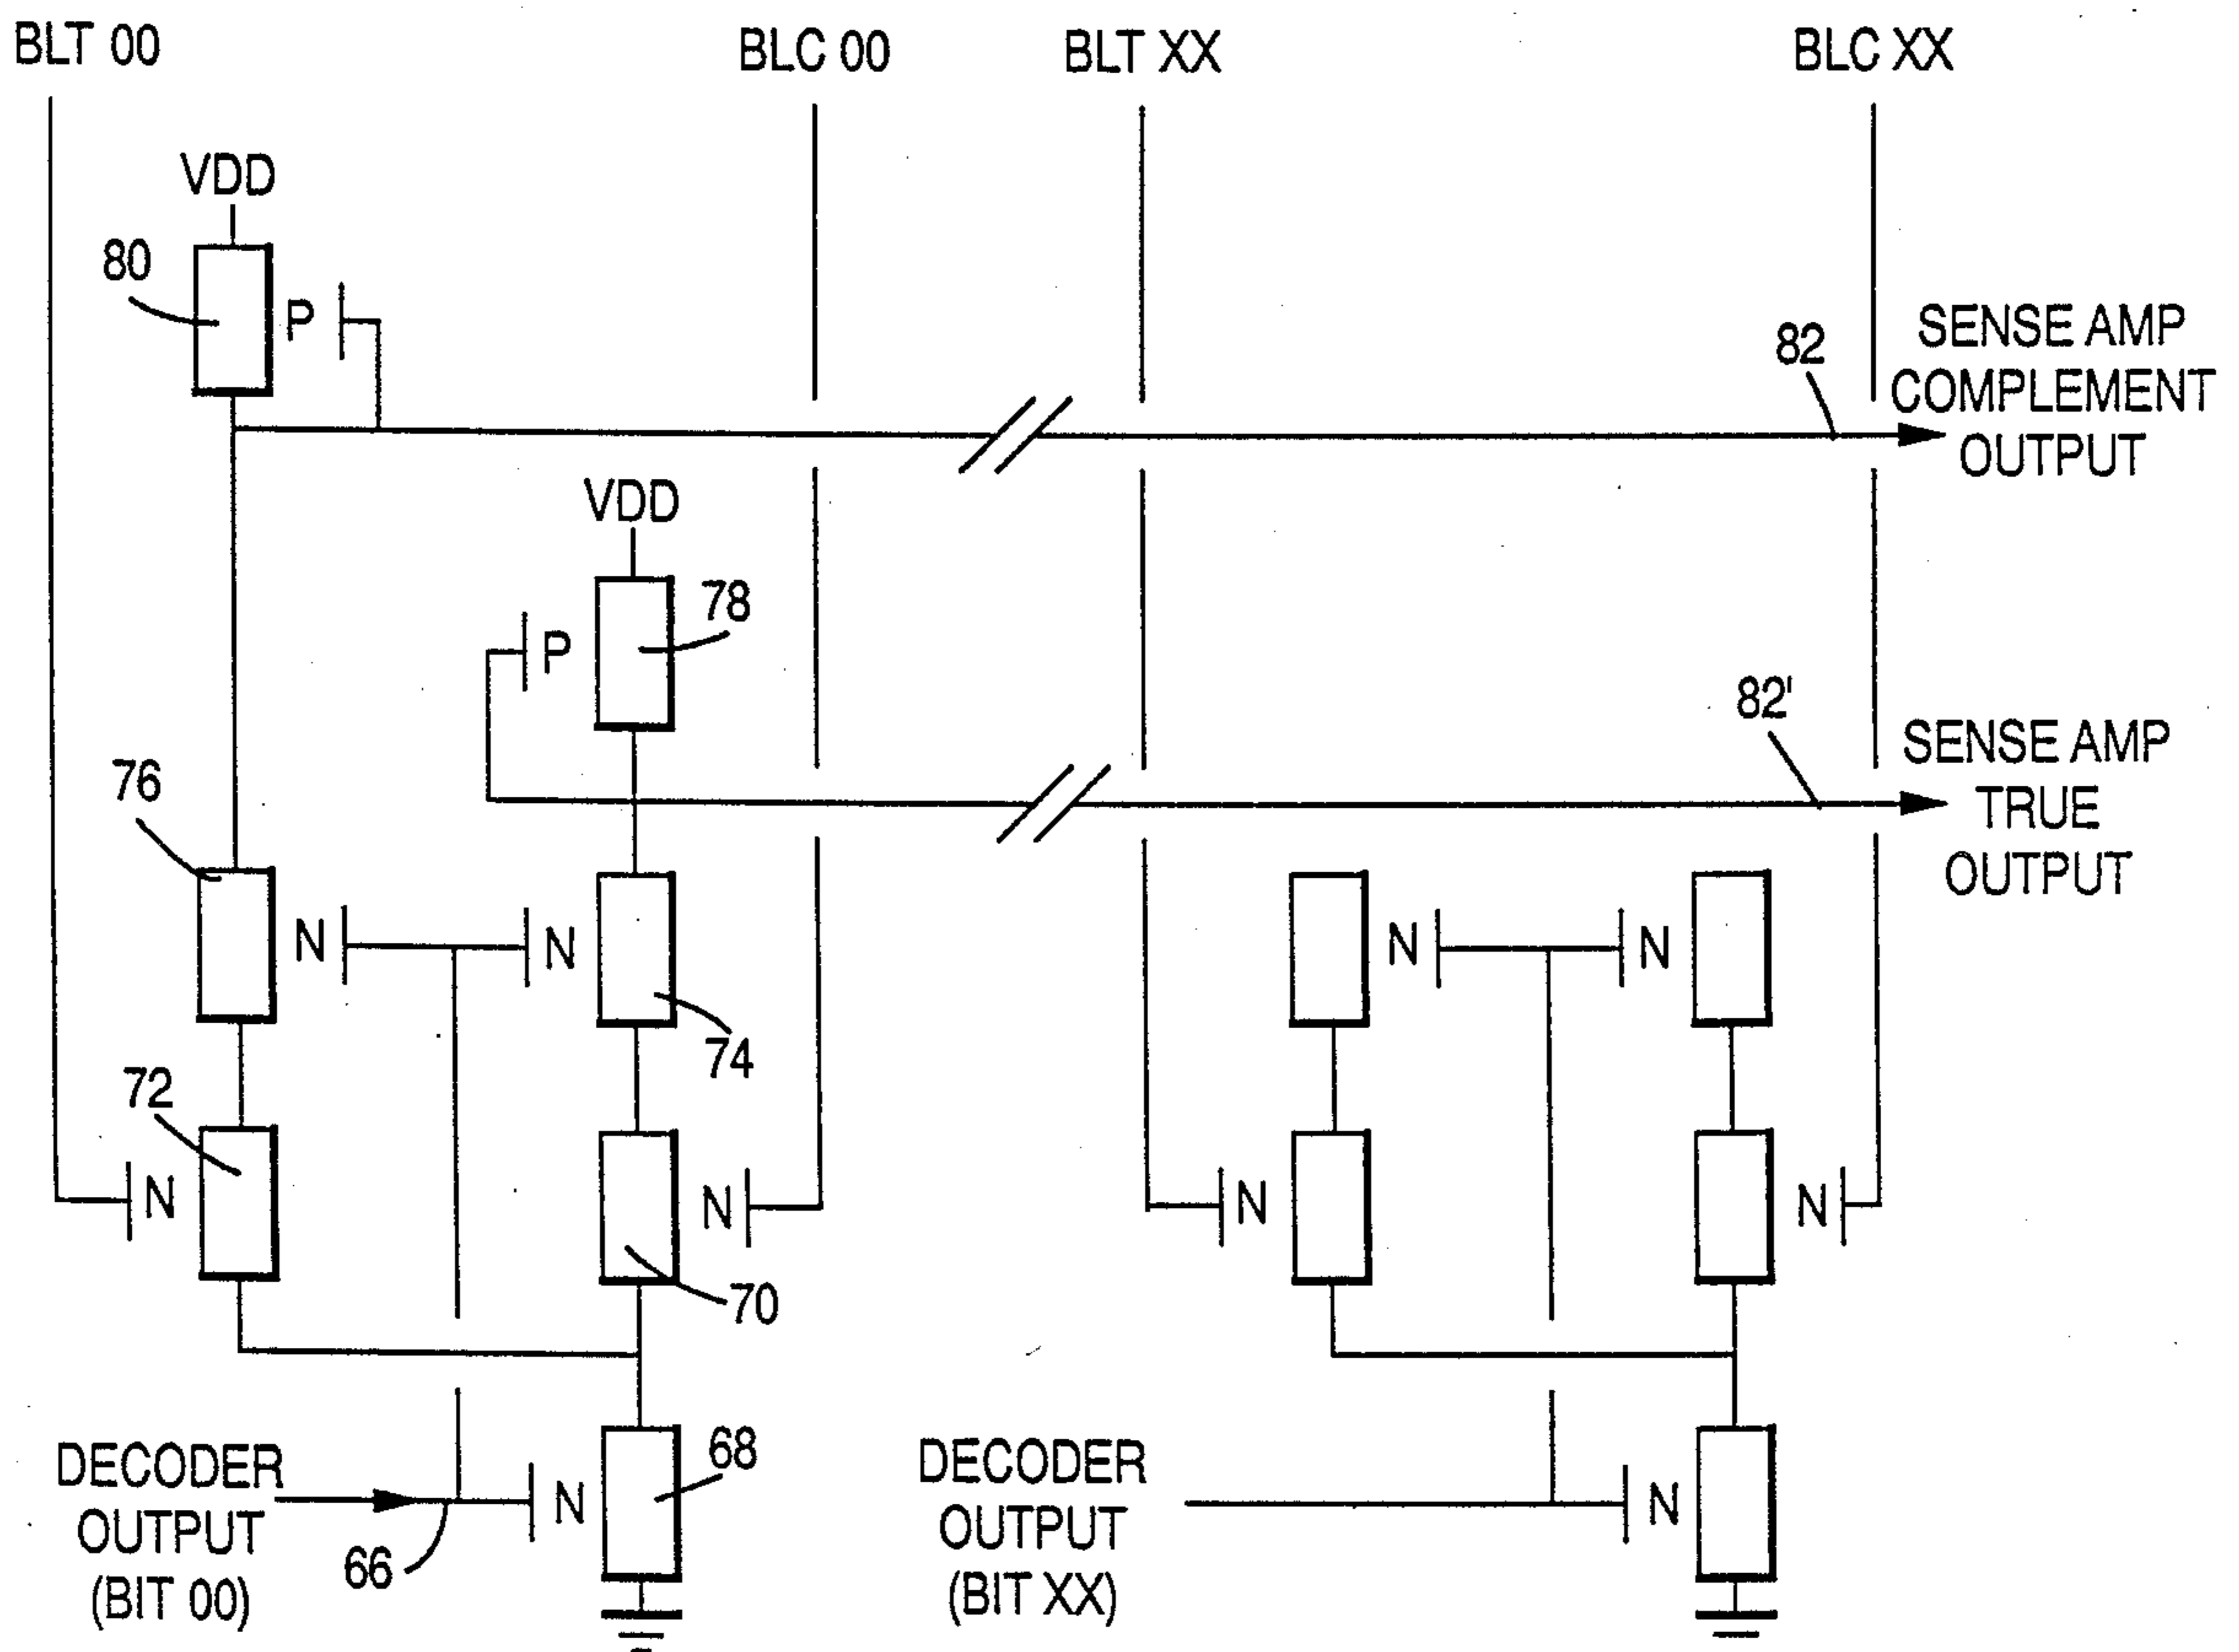 BLT 00
BLC 00
BLT XX
BLC XX
VDD
80
P
82
SENSE AMP
COMPLEMENT
OUTPUT
VDD
P
78
82'
SENSE AMP
TRUE
OUTPUT
76
N
N
N
N
74
72
N
N
N
N
70
DECODER
OUTPUT
(BIT 00)
66
N
68
DECODER
OUTPUT
(BIT XX)
N